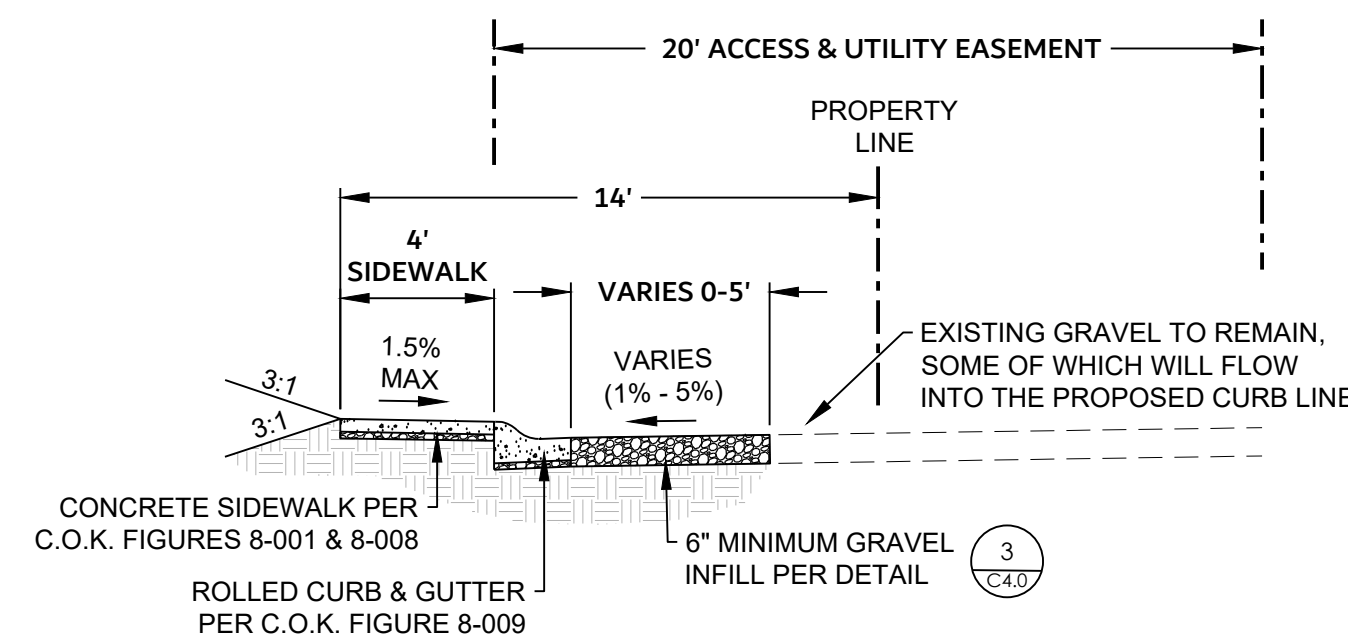 20' ACCESS & UTILITY EASEMENT
PROPERTY
LINE
14'
4'
SIDEWALK
VARIES 0-5'
1.5%
MAX
VARIES
(1% - 5%)
3:1
3:1
EXISTING GRAVEL TO REMAIN,
SOME OF WHICH WILL FLOW
INTO THE PROPOSED CURB LINE
CONCRETE SIDEWALK PER
C.O.K. FIGURES 8-001 & 8-008
6" MINIMUM GRAVEL
INFILL PER DETAIL
3
C4.0
ROLLED CURB & GUTTER
PER C.O.K. FIGURE 8-009